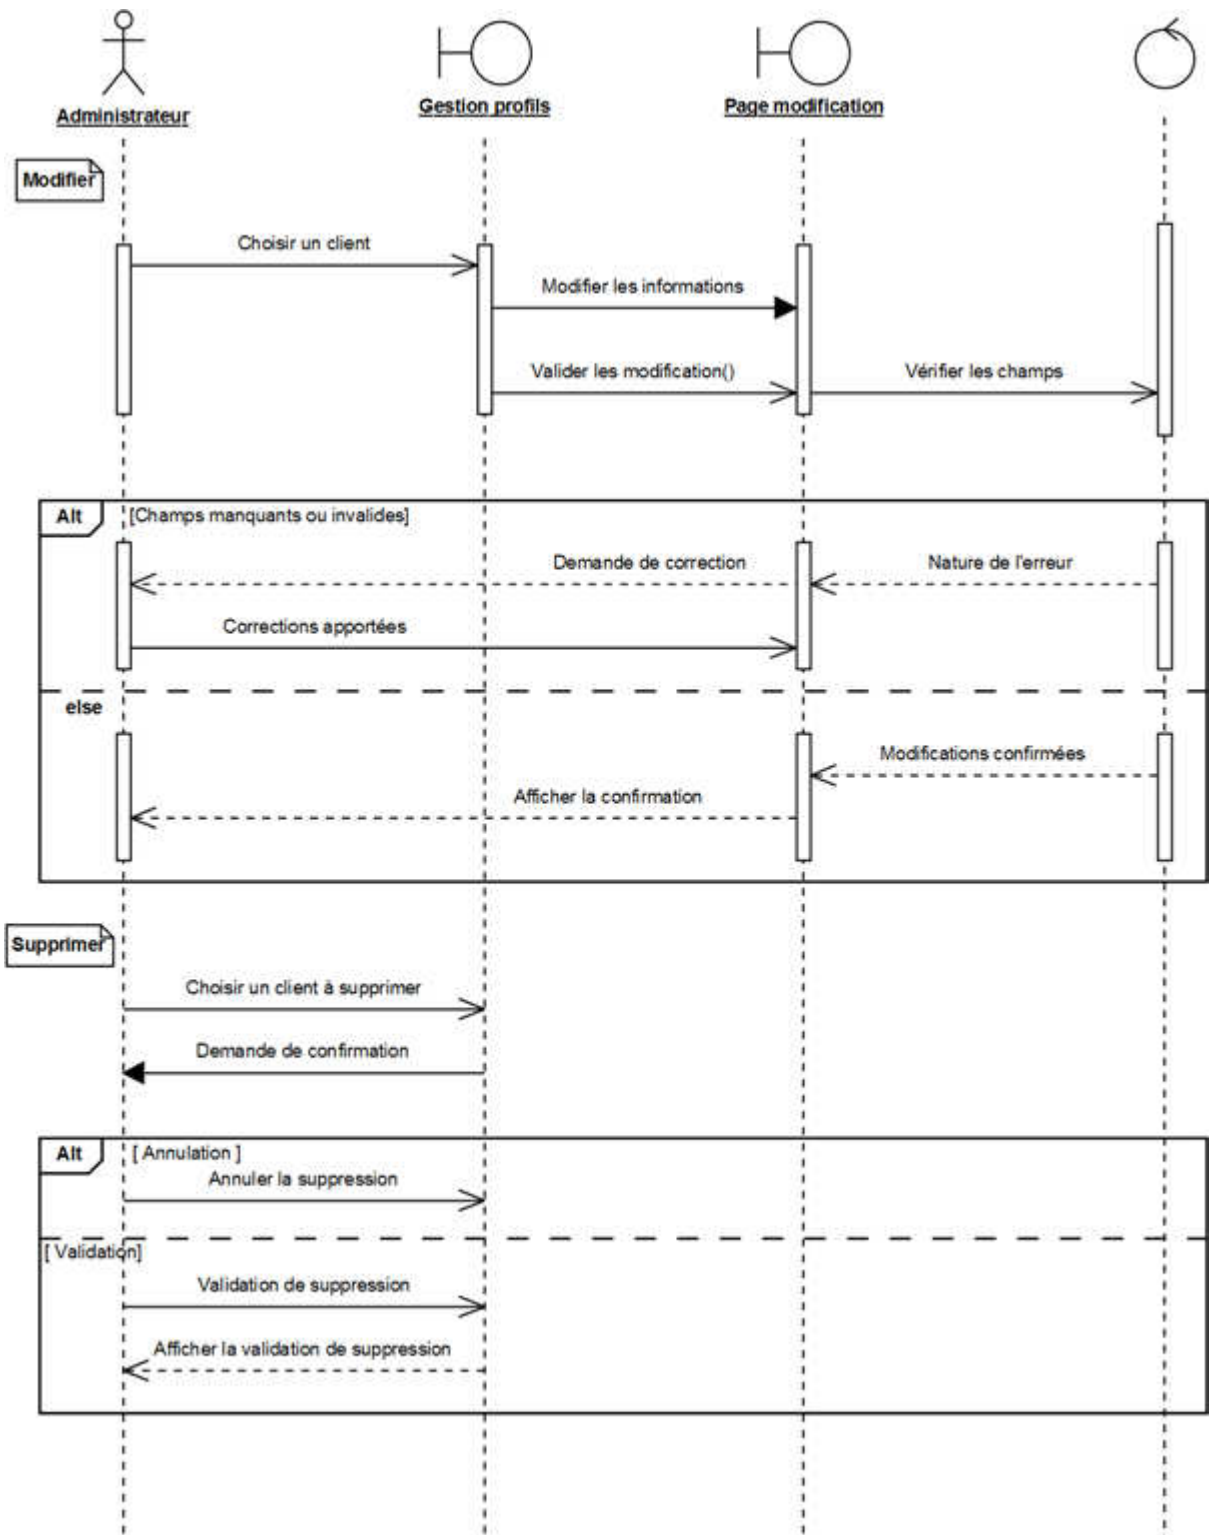 Administrateur
Gestion profils
Page modification
Modifier
Choisir un client
Modifier les informations
Valider les modification()
Vérifier les champs
Alt
[Champs manquants ou invalides]
Demande de correction
Nature de l'erreur
Corrections apportées
else
Modifications confirmées
Afficher la confirmation
Supprimer
Choisir un client à supprimer
Demande de confirmation
Alt
[ Annulation ]
Annuler la suppression
[ Validation]
Validation de suppression
Afficher la validation de suppression